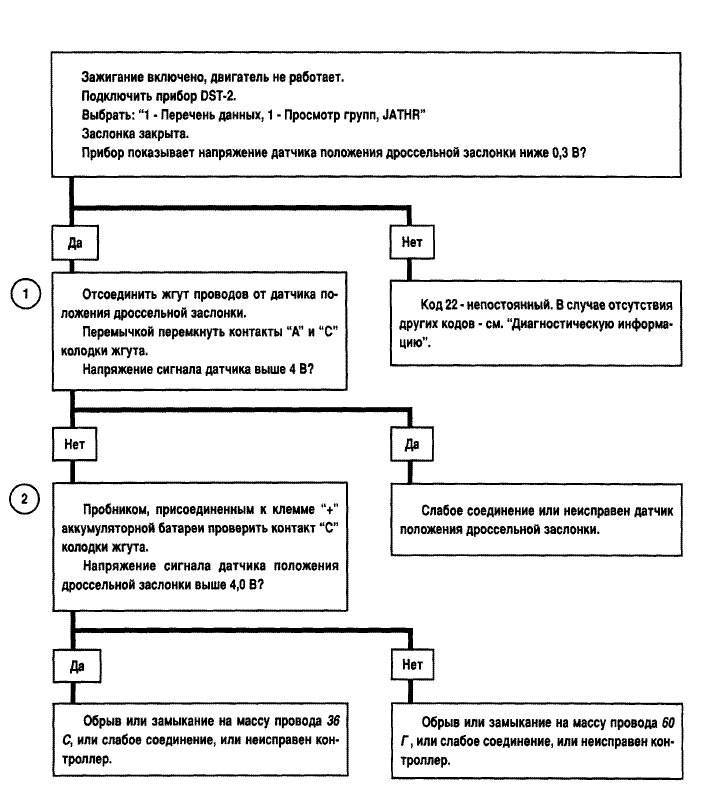 Зажигание включено, двигатель не работает.
Подключить прибор DST-2.
Выбрать: “1 - Перечень данных, 1 - Просмотр групп, JATHR”
Заслонка закрыта.
Прибор показывает напряжение датчика положения дроссельной заслонки ниже 0,3 В?
Да
Нет
1
Отсоединить жгут проводов от датчика по-
ложения дроссельной заслонки.
Перемычкой перемкнуть контакты “А” и “С”
колодки жгута.
Напряжение сигнала датчика выше 4 В?
Код 22 - непостоянный. В случае отсутствия
других кодов - см. “Диагностическую информа-
цию”.
Нет
Да
2
Пробником, присоединенным к клемме “+”
аккумуляторной батареи проверить контакт “С”
колодки жгута.
Напряжение сигнала датчика положения
дроссельной заслонки выше 4,0 В?
Слабое соединение или неисправен датчик
положения дроссельной заслонки.
Да
Нет
Обрыв или замыкание на массу провода 36
С, или слабое соединение, или неисправен кон-
троллер.
Обрыв или замыкание на массу провода 60
Г, или слабое соединение, или неисправен кон-
троллер.